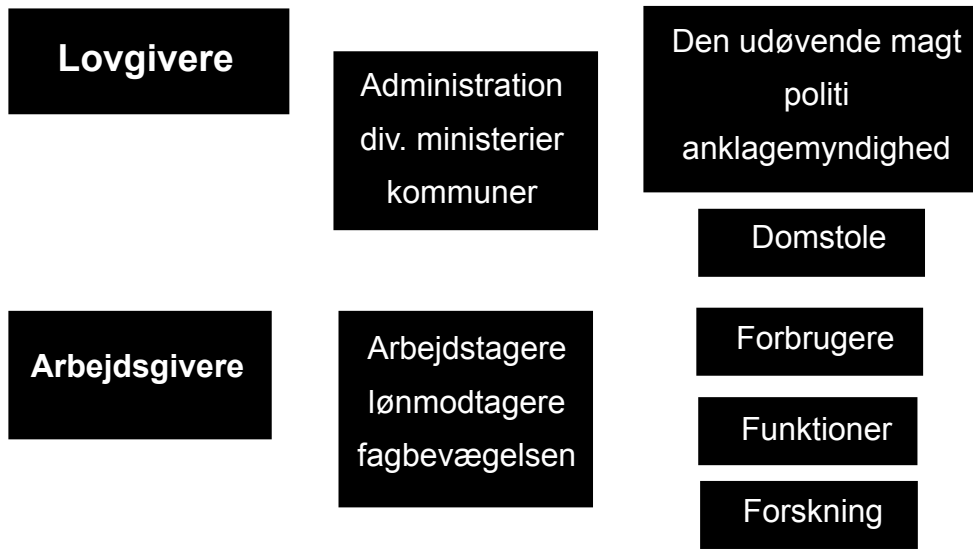 Lovgivere
Administration
div. ministerier
kommuner
Den udøvende magt
politi
anklagemyndighed
Domstole
Arbejdsgivere
Arbejdstagere
lønmodtagere
fagbevægelsen
Forbrugere
Funktioner
Forskning